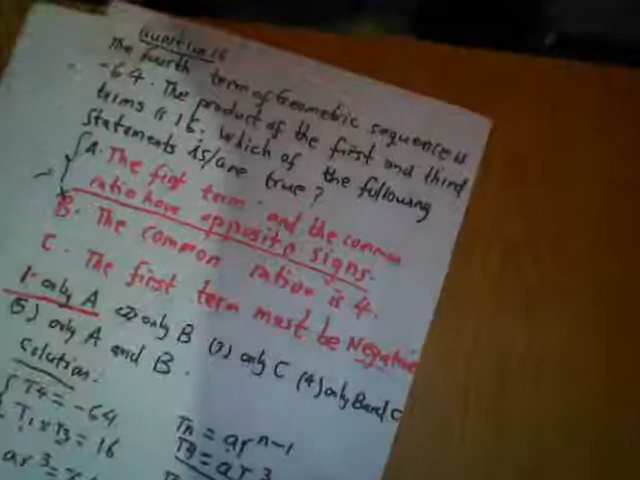 Question 16
The fourth term of Geometric sequence is
-64. The product of the first and third
terms is 16. Which of the following
statements is/are true?
A. The first term and the common
ratio have opposite signs.
B. The common ratio is 4.
C. The first term must be Negative
1. only A (2) only B (3) only C (4) only B and C
(5) only A and B.
Solution:
T4 = -64
T1 x T3 = 16
ar³ =
Tn = ar^n-1
T4 = ar³